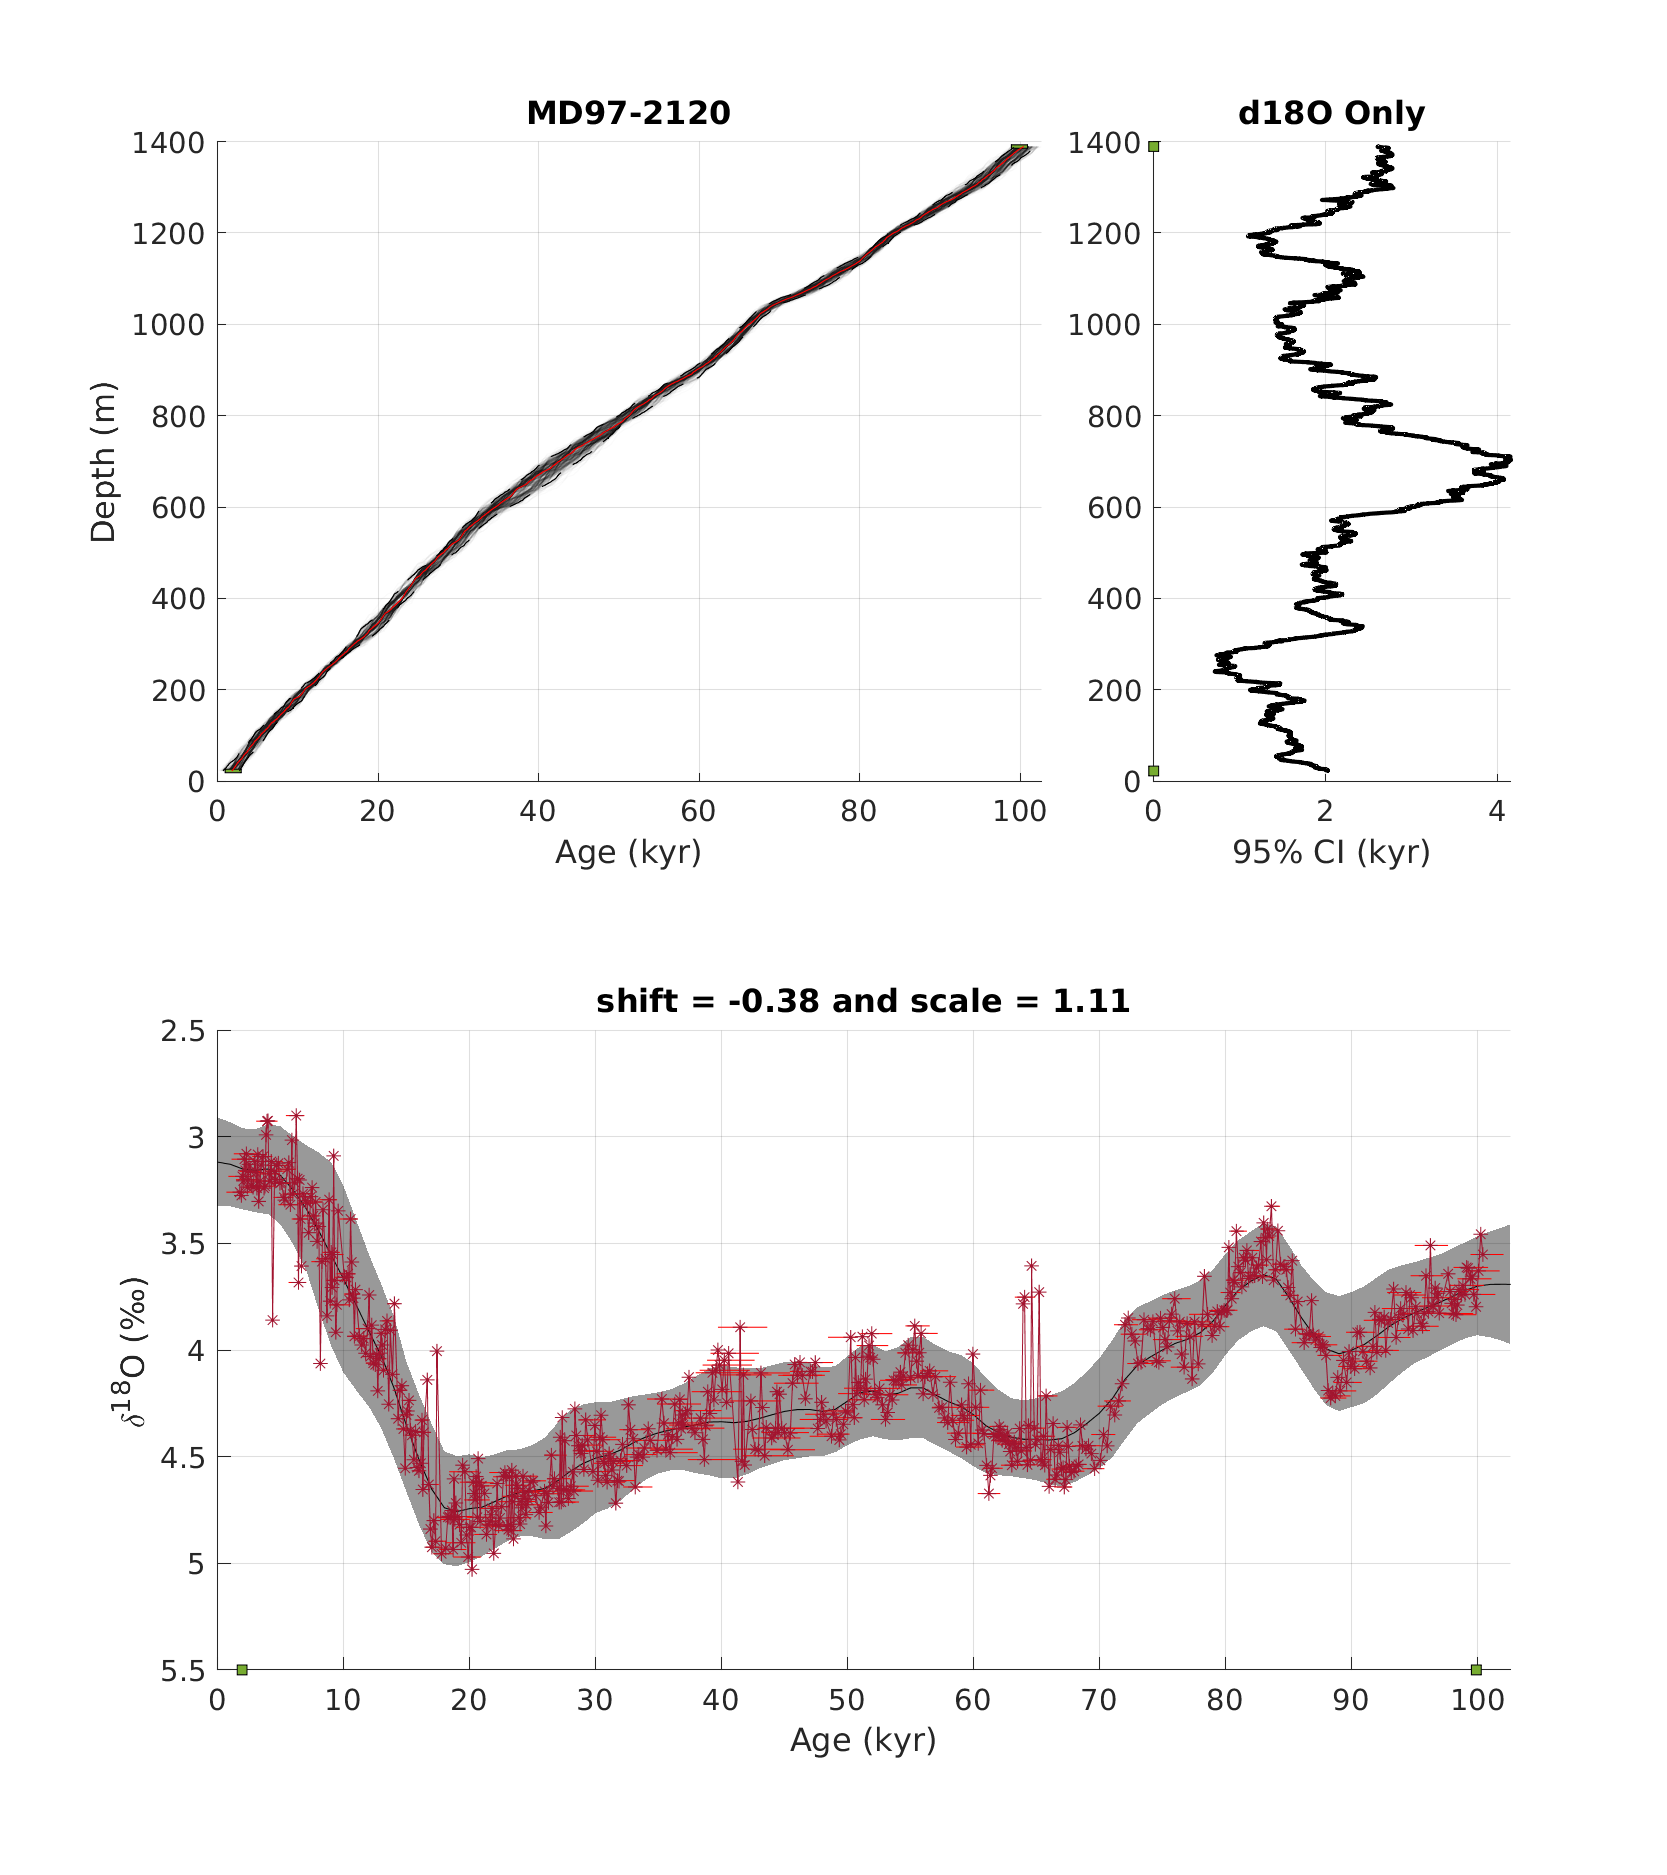 MD97-2120
1400
1200
1000
800
600
400
200
0
Depth (m)
0 20 40 60 80 100
Age (kyr)
d18O Only
1400
1200
1000
800
600
400
200
0
0 2 4
95% CI (kyr)
shift = -0.38 and scale = 1.11
2.5
3
3.5
4
4.5
5
5.5
δ¹⁸O (‰)
0 10 20 30 40 50 60 70 80 90 100
Age (kyr)